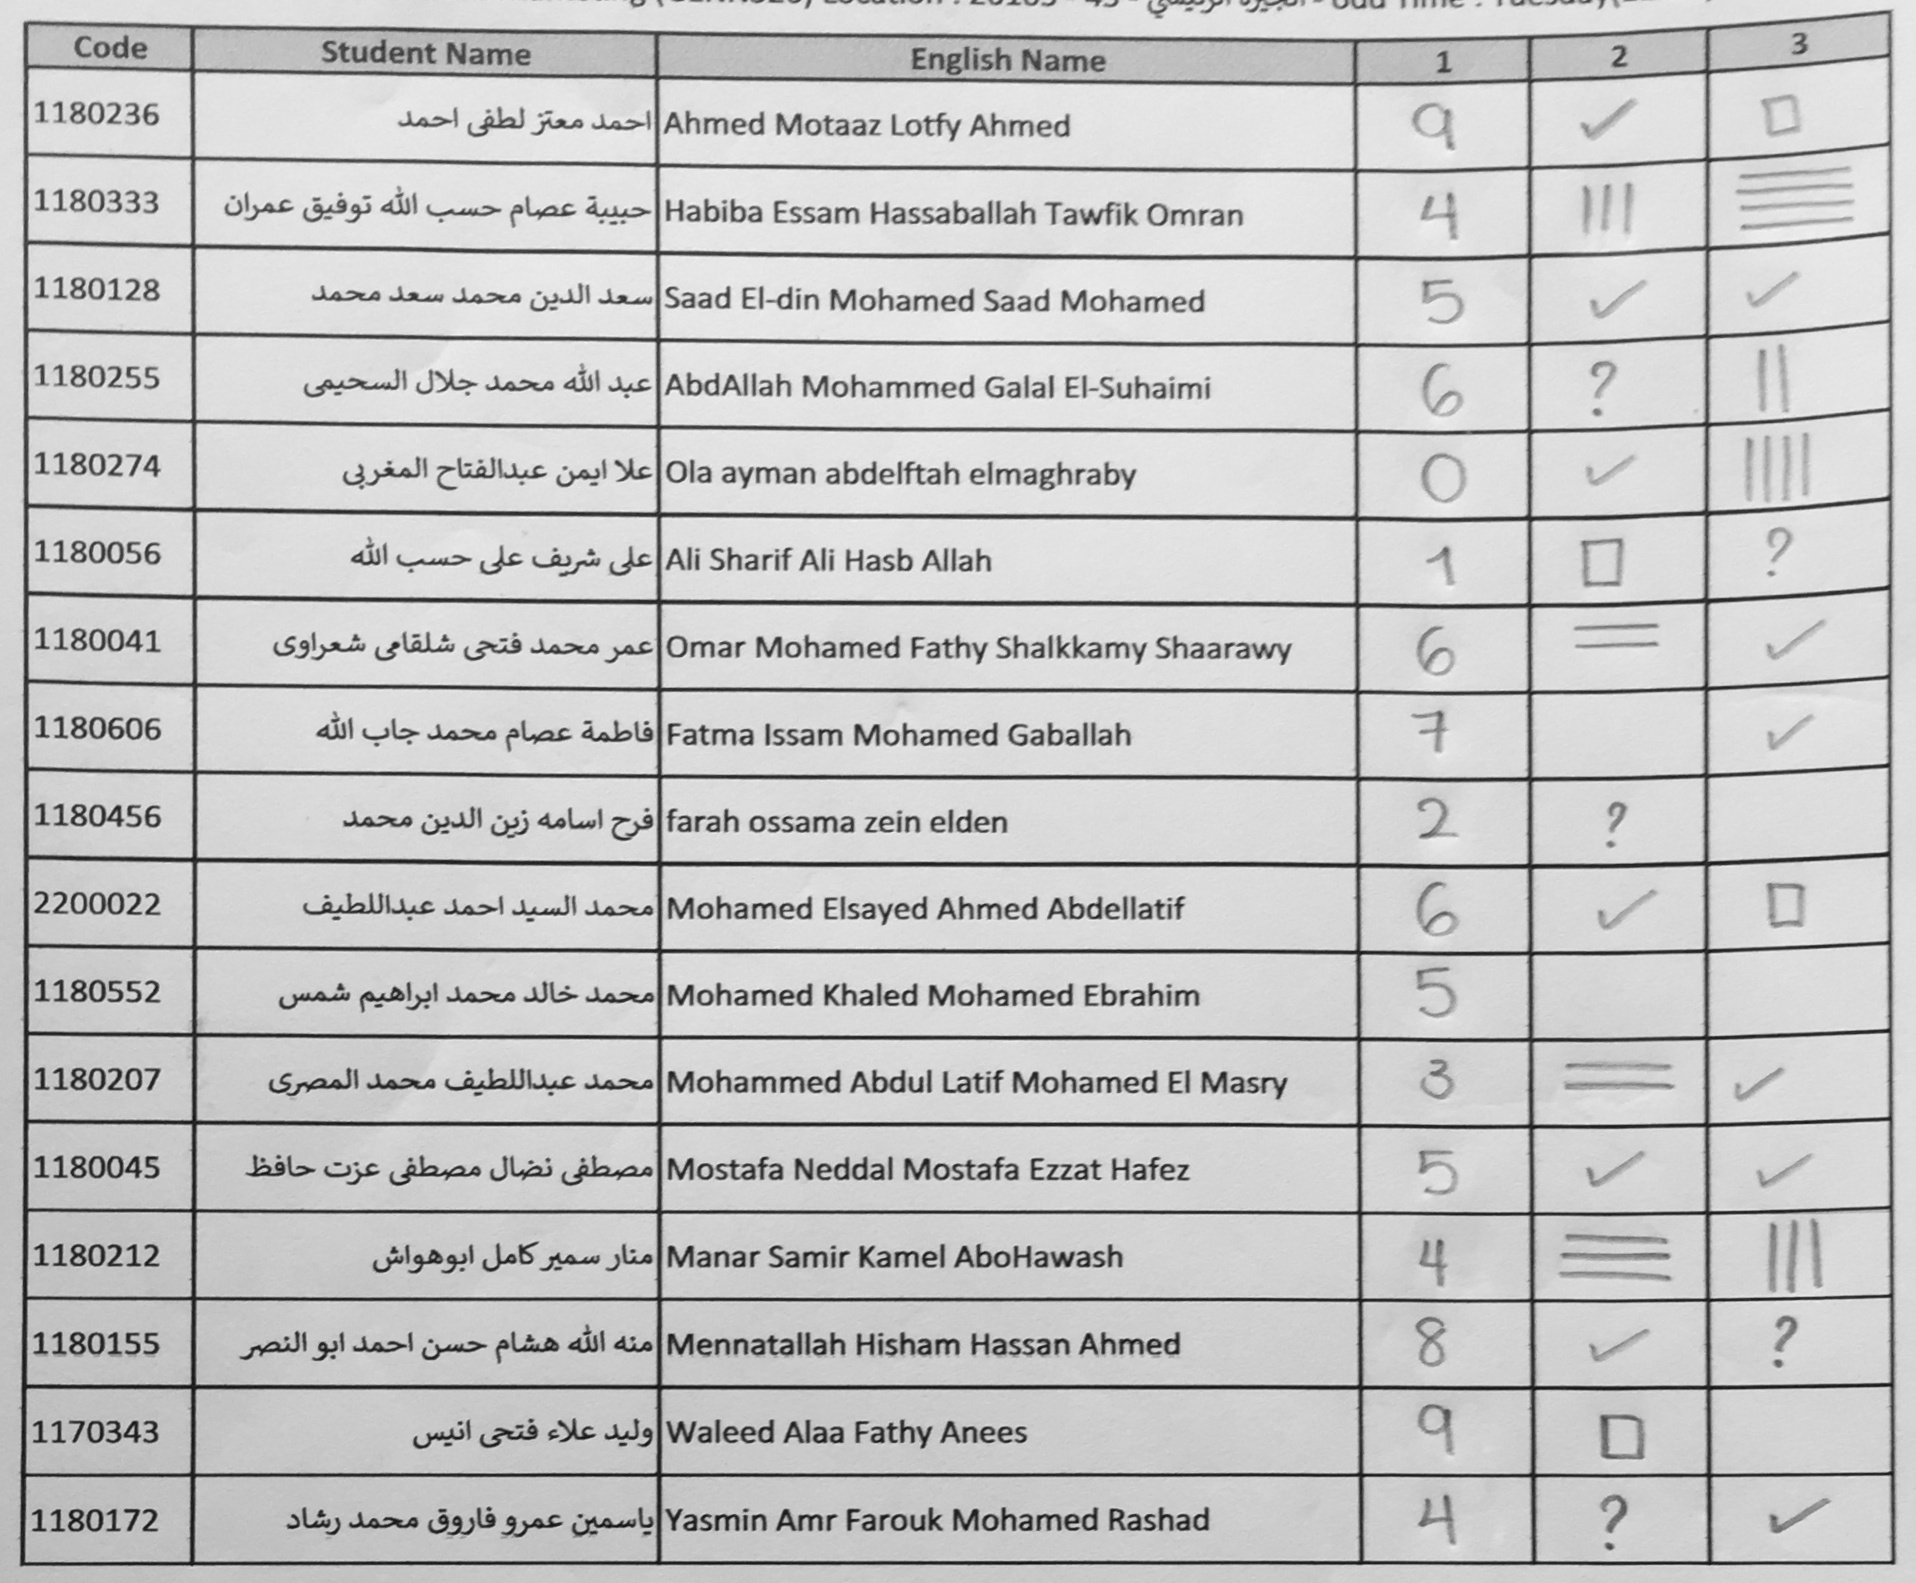 Location : 20105 - 45 - الجيزة الرئيسي -
Code Student Name English Name 1 2 3
1180236 احمد معتز لطفى احمد Ahmed Motaaz Lotfy Ahmed 9 ✓ □
1180333 حبيبة عصام حسب الله توفيق عمران Habiba Essam Hassaballah Tawfik Omran 4 ||| ☰
1180128 سعد الدين محمد سعد محمد Saad El-din Mohamed Saad Mohamed 5 ✓ ✓
1180255 عبد الله محمد جلال السحيمى AbdAllah Mohammed Galal El-Suhaimi 6 ? ||
1180274 علا ايمن عبدالفتاح المغربى Ola ayman abdelftah elmaghraby 0 ✓ ||||
1180056 على شريف على حسب الله Ali Sharif Ali Hasb Allah 1 □ ?
1180041 عمر محمد فتحى شلقامى شعراوى Omar Mohamed Fathy Shalkkamy Shaarawy 6 = ✓
1180606 فاطمة عصام محمد جاب الله Fatma Issam Mohamed Gaballah 7 ✓
1180456 فرح اسامه زين الدين محمد farah ossama zein elden 2 ?
2200022 محمد السيد احمد عبداللطيف Mohamed Elsayed Ahmed Abdellatif 6 ✓ □
1180552 محمد خالد محمد ابراهيم شمس Mohamed Khaled Mohamed Ebrahim 5
1180207 محمد عبداللطيف محمد المصرى Mohammed Abdul Latif Mohamed El Masry 3 = ✓
1180045 مصطفى نضال مصطفى عزت حافظ Mostafa Neddal Mostafa Ezzat Hafez 5 ✓ ✓
1180212 منار سمير كامل ابوهواش Manar Samir Kamel AboHawash 4 ≡ |||
1180155 منه الله هشام حسن احمد ابو النصر Mennatallah Hisham Hassan Ahmed 8 ✓ ?
1170343 وليد علاء فتحى انيس Waleed Alaa Fathy Anees 9 □
1180172 ياسمين عمرو فاروق محمد رشاد Yasmin Amr Farouk Mohamed Rashad 4 ? ✓